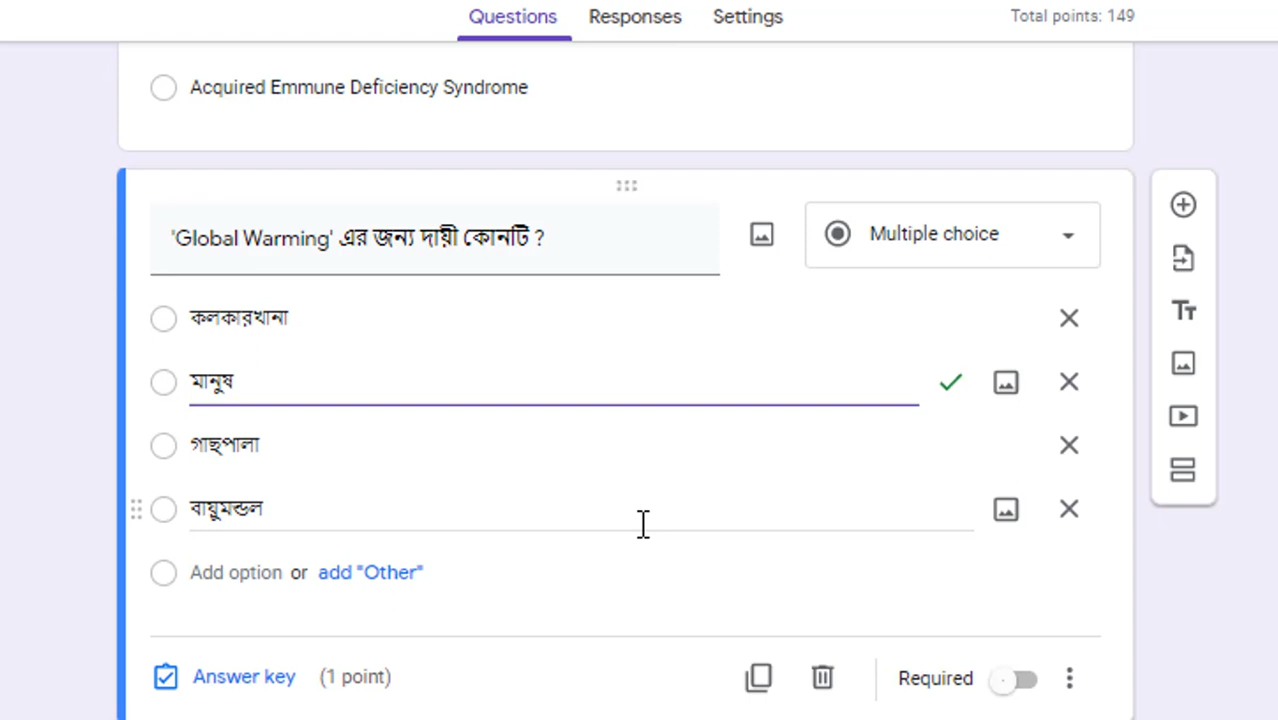 Questions Responses Settings Total points: 149
Acquired Emmune Deficiency Syndrome
'Global Warming' এর জন্য দায়ী কোনটি ?
Multiple choice
কলকারখানা
মানুষ
গাছপালা
বায়ুমন্ডল
Add option or add "Other"
Answer key (1 point) Required